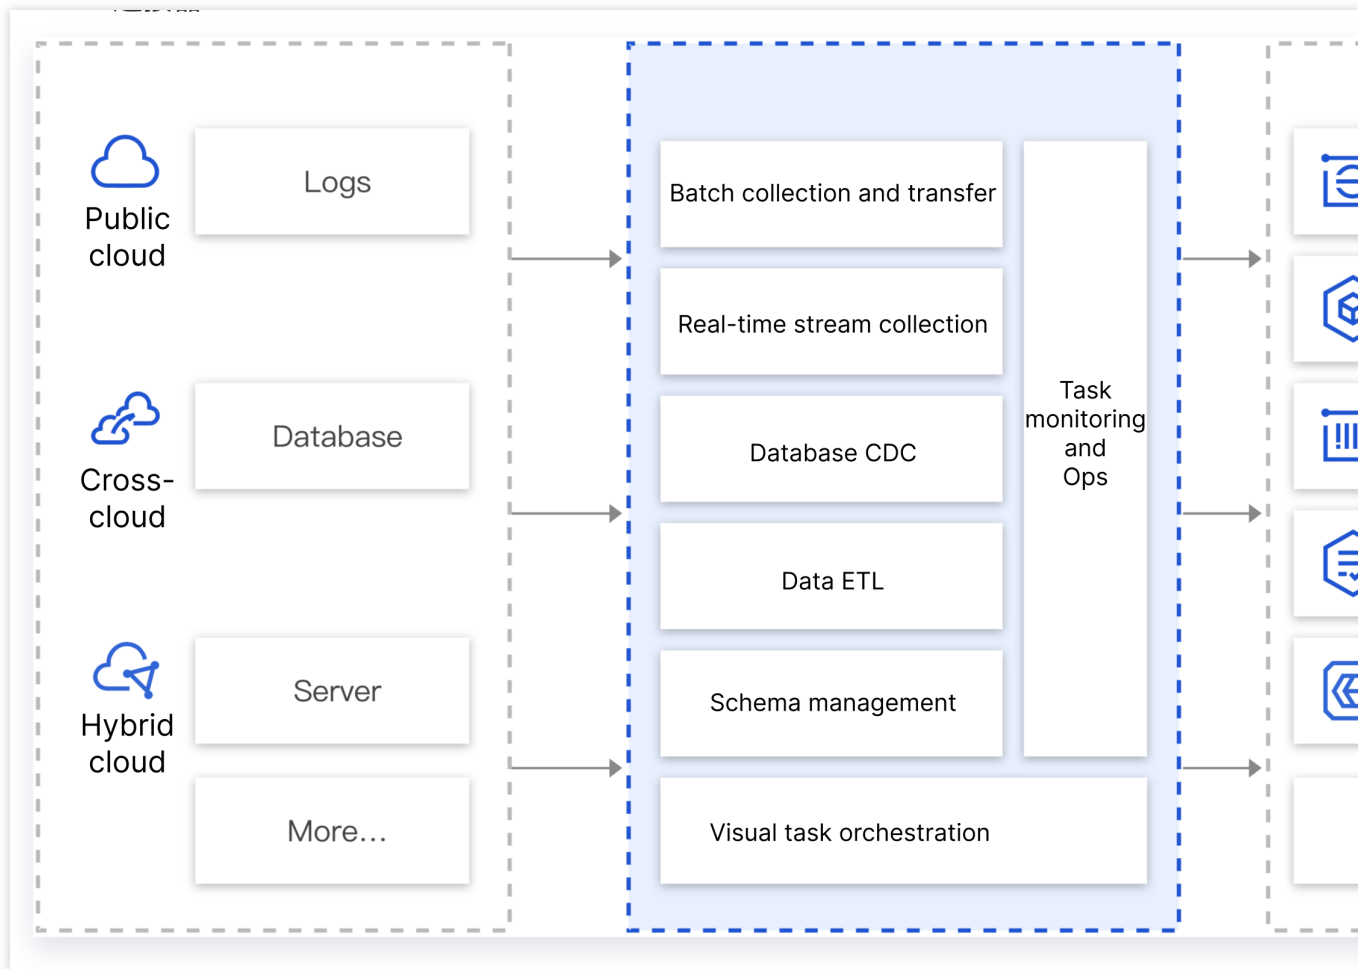 Public
cloud
Logs
Cross-
cloud
Database
Hybrid
cloud
Server
More...
Batch collection and transfer
Real-time stream collection
Database CDC
Data ETL
Schema management
Task
monitoring
and
Ops
Visual task orchestration